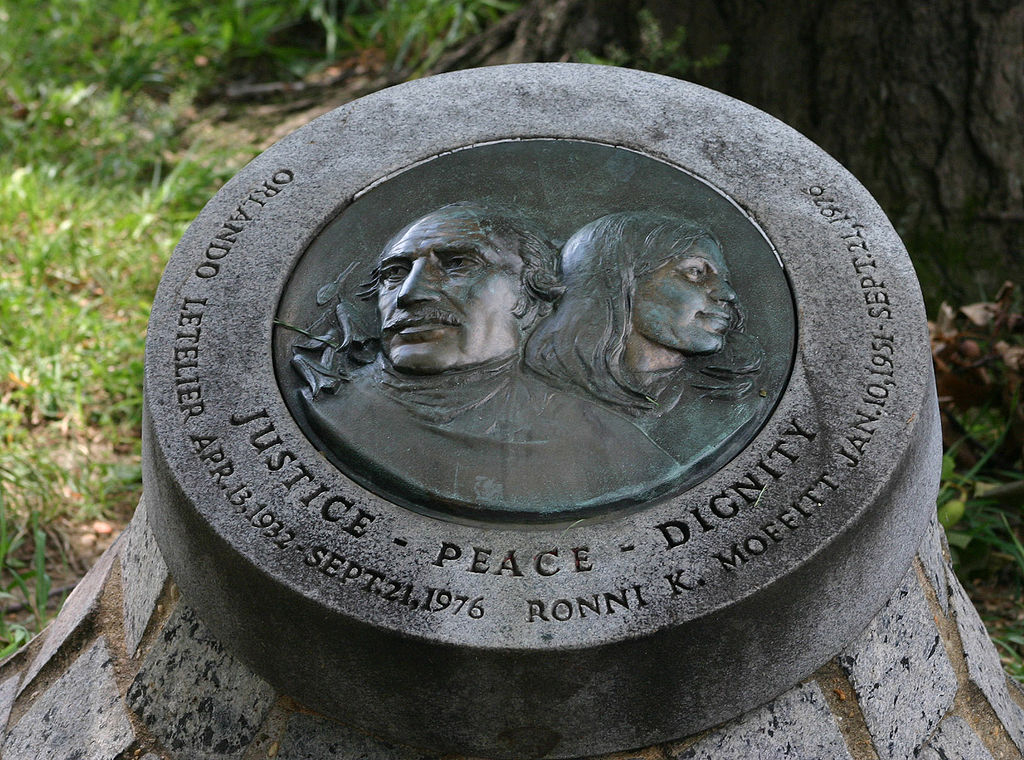 ORLANDO LETELIER APR.13,1932-SEPT.21,1976
RONNI K. MOFFITT JAN.10,1951-SEPT.21,1976
JUSTICE - PEACE - DIGNITY